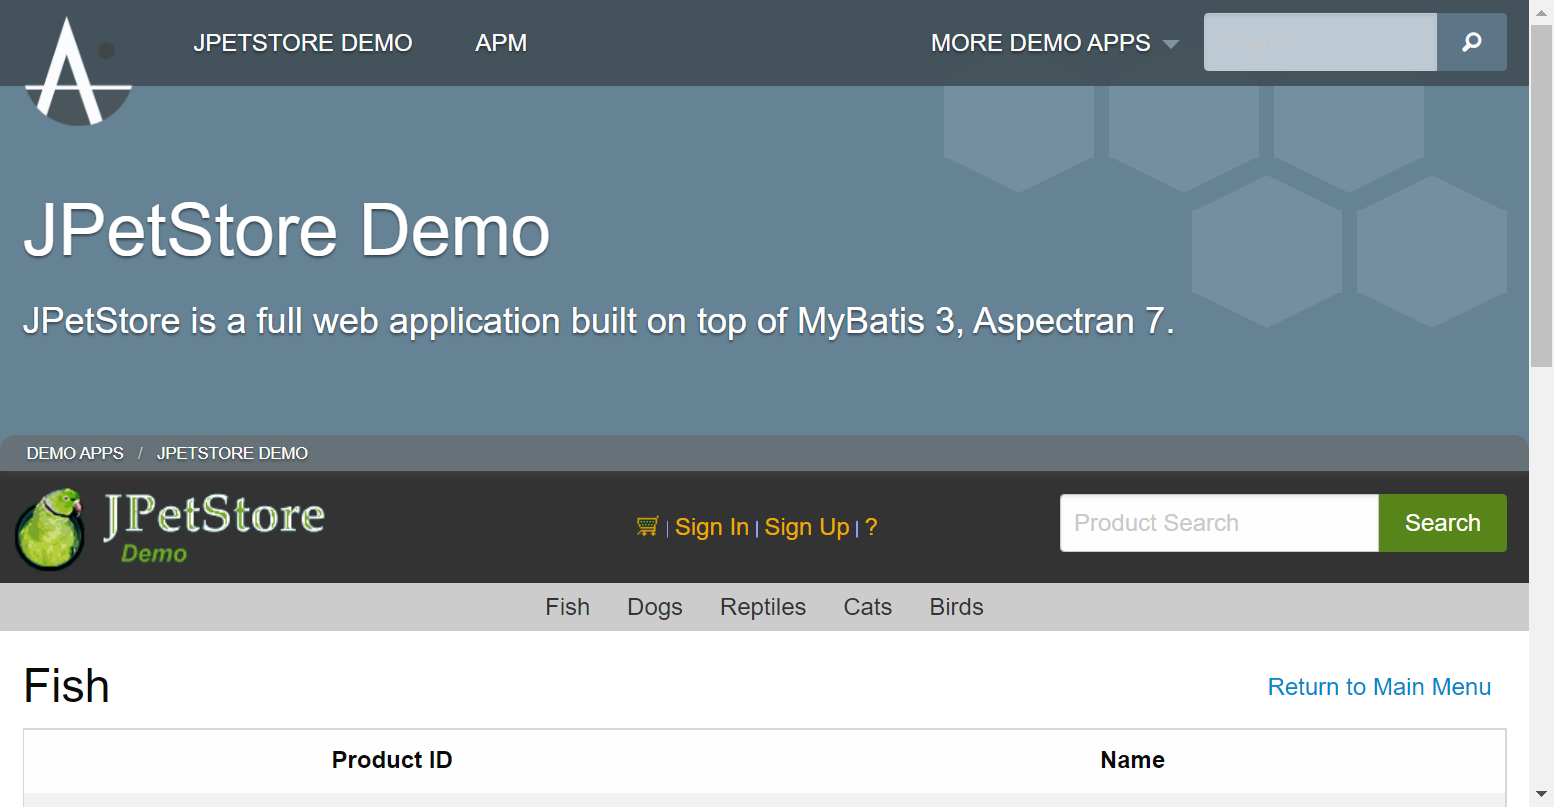 JPETSTORE DEMO APM MORE DEMO APPS
JPetStore Demo
JPetStore is a full web application built on top of MyBatis 3, Aspectran 7.
DEMO APPS / JPETSTORE DEMO
JPetStore
Demo
| Sign In | Sign Up | ?
Product Search Search
Fish Dogs Reptiles Cats Birds
Fish Return to Main Menu
Product ID Name